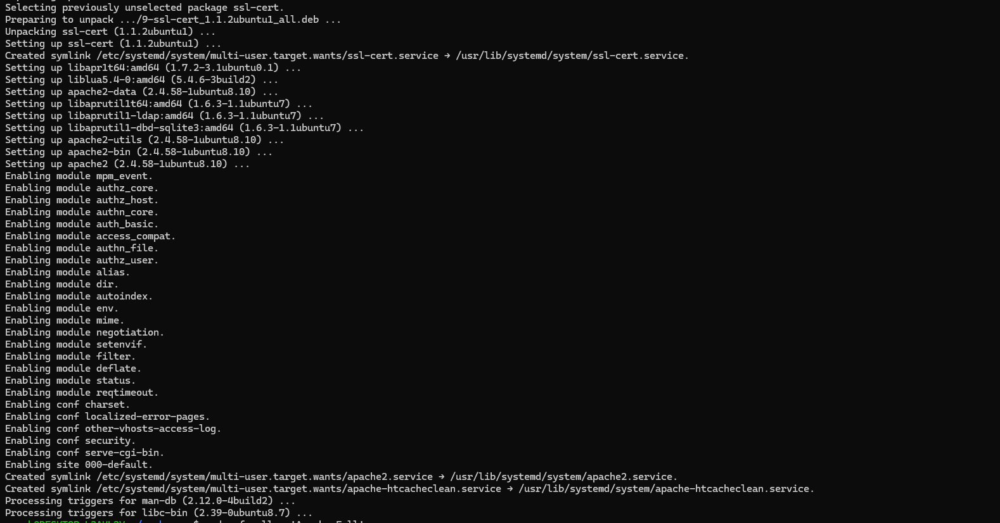 Selecting previously unselected package ssl-cert.
Preparing to unpack .../9-ssl-cert_1.1.2ubuntu1_all.deb ...
Unpacking ssl-cert (1.1.2ubuntu1) ...
Setting up ssl-cert (1.1.2ubuntu1) ...
Created symlink /etc/systemd/system/multi-user.target.wants/ssl-cert.service → /usr/lib/systemd/system/ssl-cert.service.
Setting up libapr1t64:amd64 (1.7.2-3.1ubuntu0.1) ...
Setting up liblua5.4-0:amd64 (5.4.6-3build2) ...
Setting up apache2-data (2.4.58-1ubuntu8.10) ...
Setting up libaprutil1t64:amd64 (1.6.3-1.1ubuntu7) ...
Setting up libaprutil1-ldap:amd64 (1.6.3-1.1ubuntu7) ...
Setting up libaprutil1-dbd-sqlite3:amd64 (1.6.3-1.1ubuntu7) ...
Setting up apache2-utils (2.4.58-1ubuntu8.10) ...
Setting up apache2-bin (2.4.58-1ubuntu8.10) ...
Setting up apache2 (2.4.58-1ubuntu8.10) ...
Enabling module mpm_event.
Enabling module authz_core.
Enabling module authz_host.
Enabling module authn_core.
Enabling module auth_basic.
Enabling module access_compat.
Enabling module authn_file.
Enabling module authz_user.
Enabling module alias.
Enabling module dir.
Enabling module autoindex.
Enabling module env.
Enabling module mime.
Enabling module negotiation.
Enabling module setenvif.
Enabling module filter.
Enabling module deflate.
Enabling module status.
Enabling module reqtimeout.
Enabling conf charset.
Enabling conf localized-error-pages.
Enabling conf other-vhosts-access-log.
Enabling conf security.
Enabling conf serve-cgi-bin.
Enabling site 000-default.
Created symlink /etc/systemd/system/multi-user.target.wants/apache2.service → /usr/lib/systemd/system/apache2.service.
Created symlink /etc/systemd/system/multi-user.target.wants/apache-htcacheclean.service → /usr/lib/systemd/system/apache-htcacheclean.service.
Processing triggers for man-db (2.12.0-4build2) ...
Processing triggers for libc-bin (2.39-0ubuntu8.7) ...